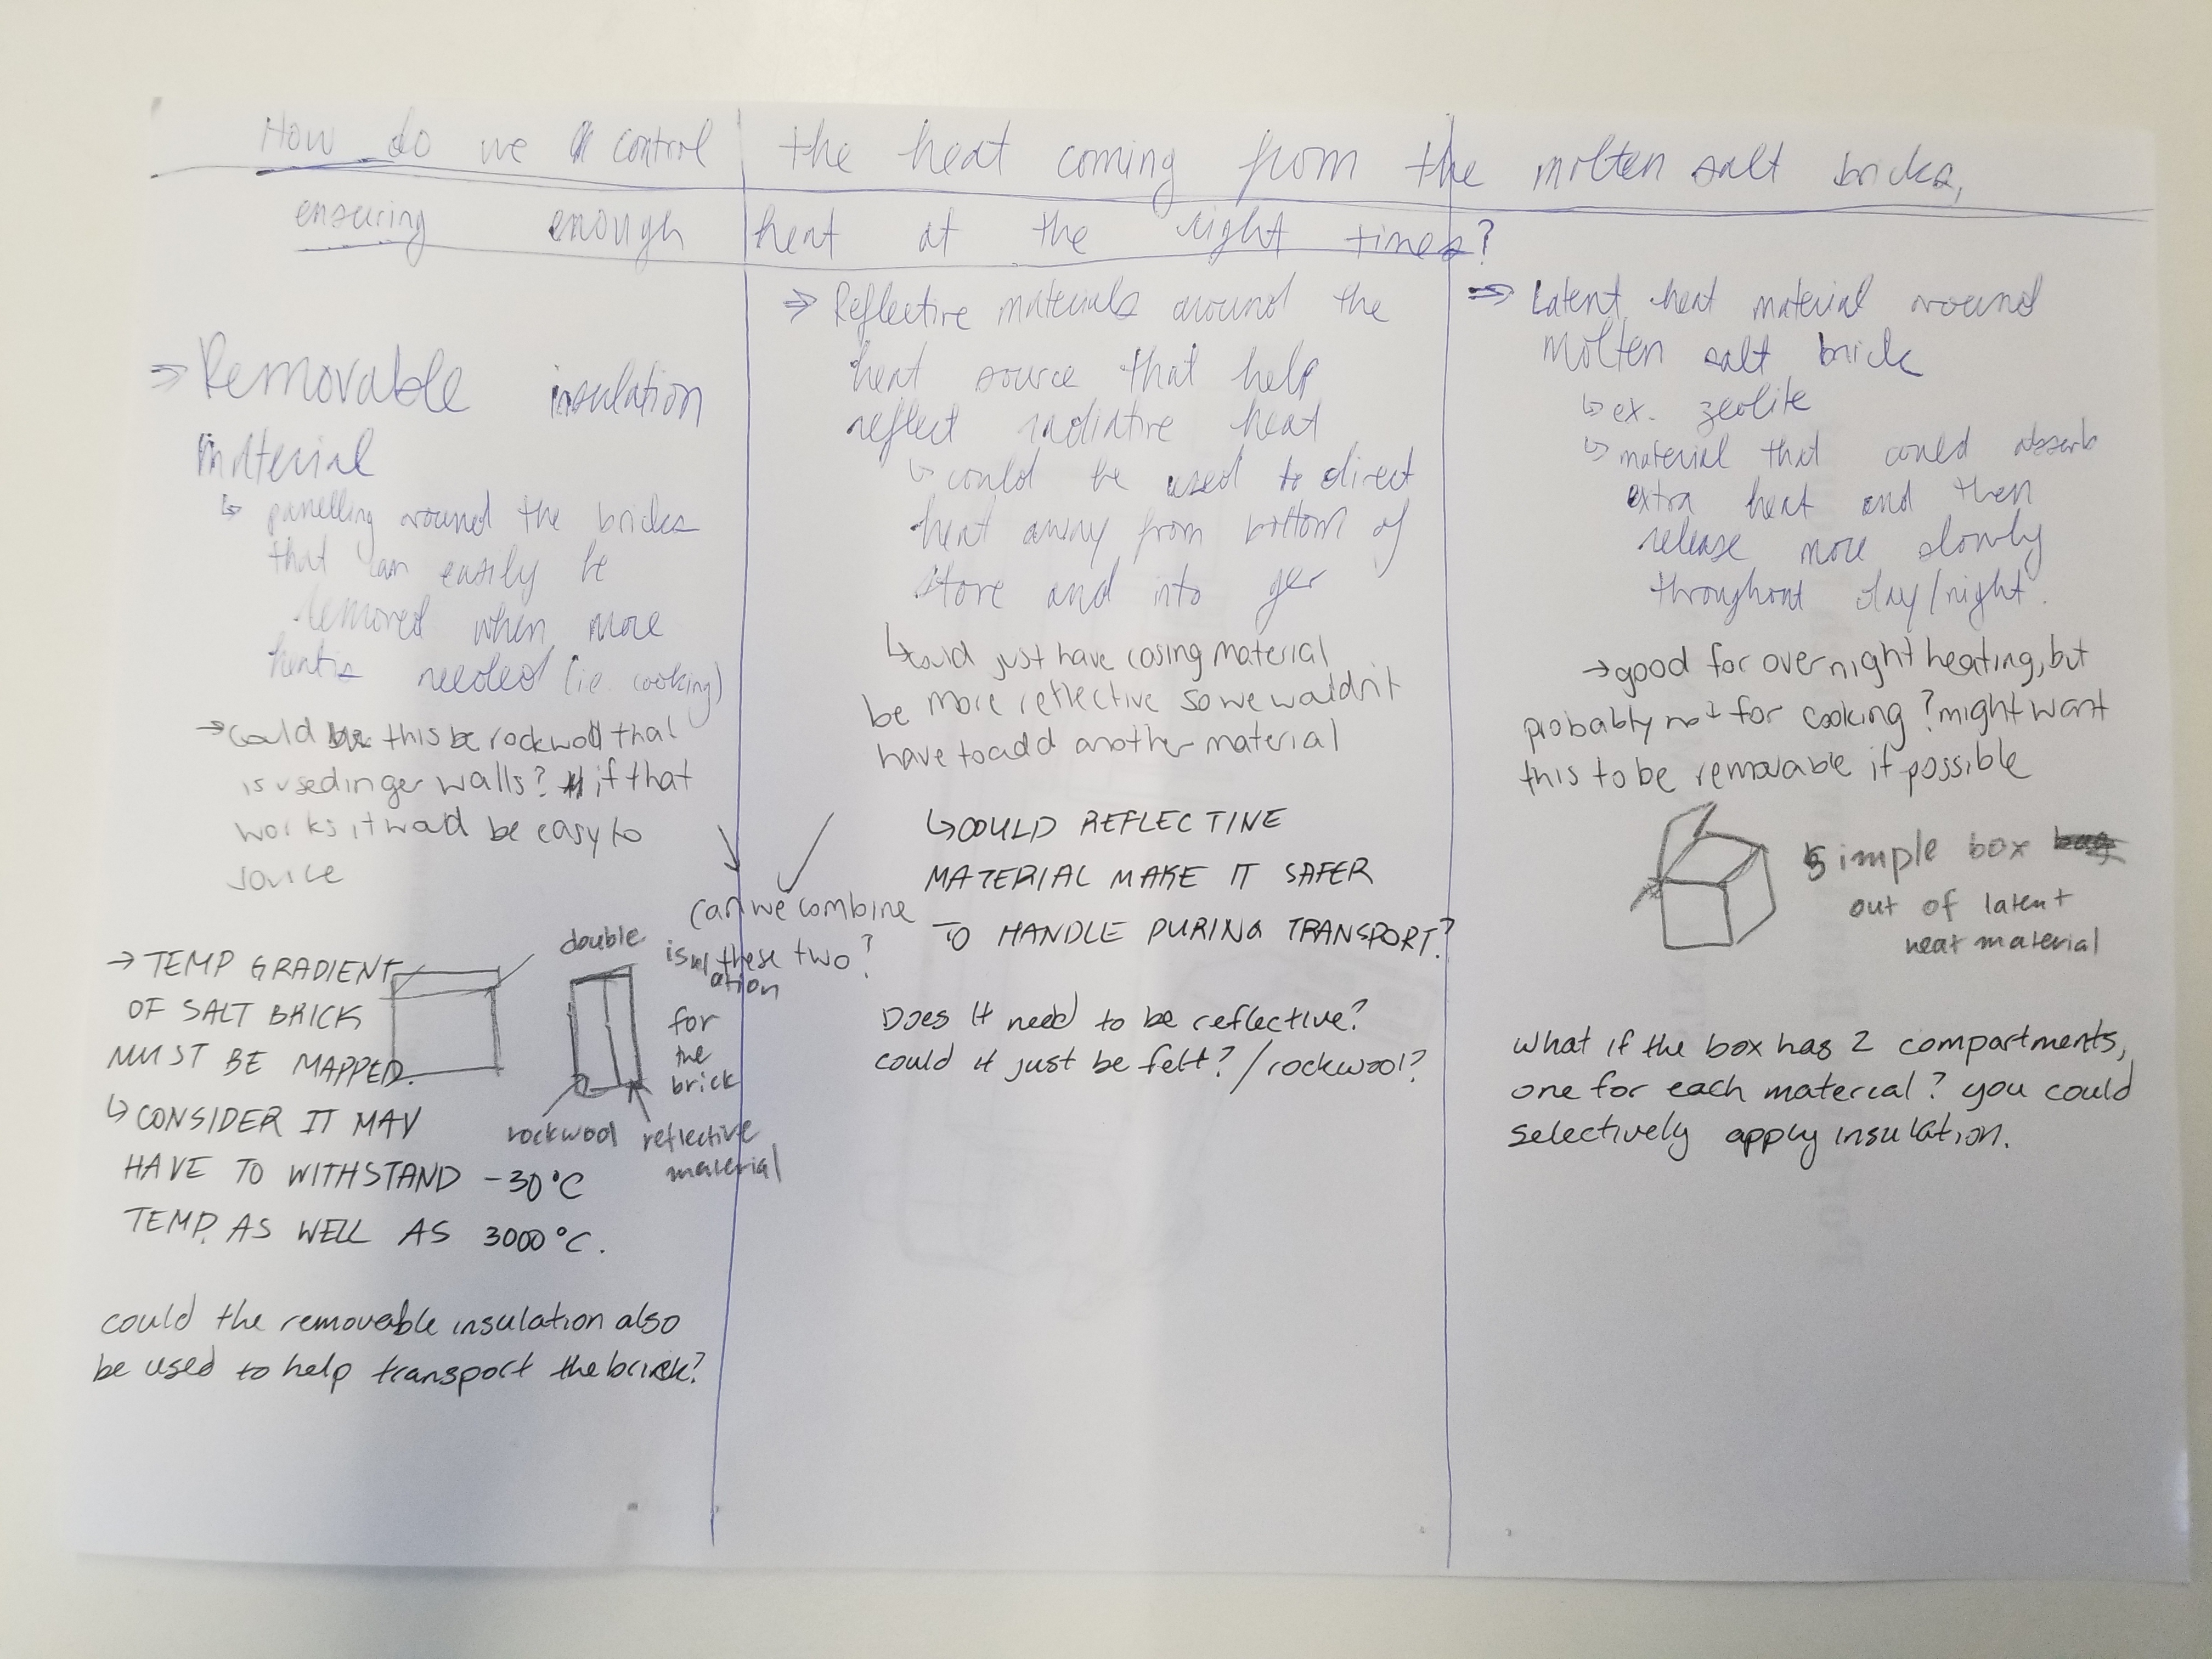 How do we control the heat coming from the molten salt bricks,
ensuring enough heat at the right times?
⇒ Removable insulation
material
↳ panelling around the bricks
that can easily be
removed when more
heat is needed (ie. cooking)
→ could this be rockwool that
is used in ger walls? if that
works it would be easy to
source
→ TEMP GRADIENT
OF SALT BRICK
MUST BE MAPPED.
↳ CONSIDER IT MAY
HAVE TO WITHSTAND -30°C
TEMP. AS WELL AS 3000°C.
double
isulation
for
the
brick
rockwool
reflective
material
could the removeable insulation also
be used to help transport the brick?
can we combine
these two?
⇒ Reflective materials around the
heat source that help
reflect radiative heat
↳ could be used to direct
heat away from bottom of
stove and into ger
↳ could just have casing material
be more reflective so we wouldn't
have to add another material
↳ COULD REFLECTINE
MATERIAL MAKE IT SAFER
TO HANDLE DURING TRANSPORT?
Does it need to be reflective?
could it just be felt? / rockwool?
⇒ Latent heat material around
molten salt brick
↳ ex. zeolite
↳ material that could absorb
extra heat and then
release more slowly
throughout day/night.
→ good for overnight heating, but
probably not for cooking? might want
this to be removable if possible
simple box
out of latent
heat material
what if the box has 2 compartments,
one for each material? you could
selectively apply insulation.